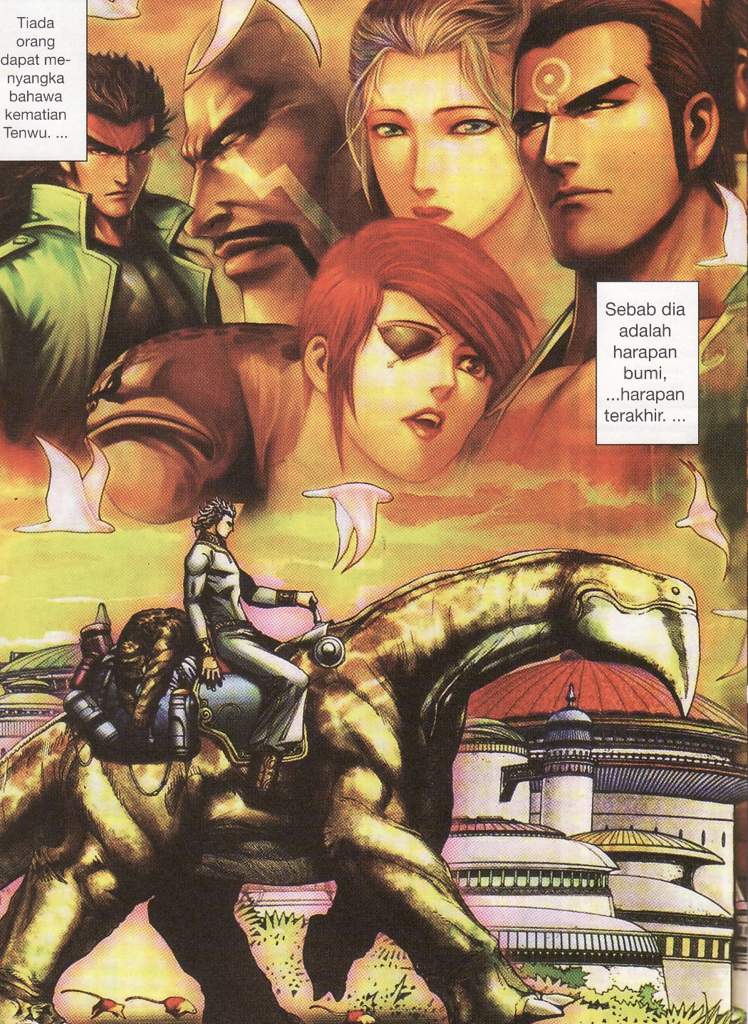 Tiada
orang
dapat me-
nyangka
bahawa
kematian
Tenwu. ...
Sebab dia
adalah
harapan
bumi,
...harapan
terakhir. ...